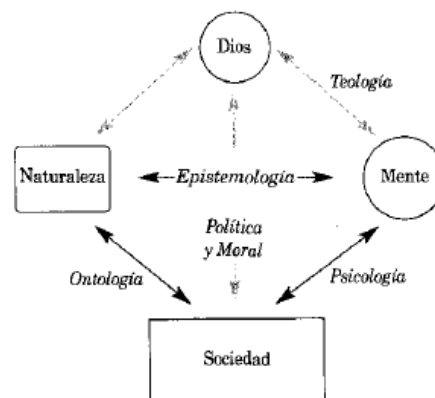 Dios
Teología
Naturaleza
Epistemología
Mente
Política
y Moral
Ontología
Psicología
Sociedad